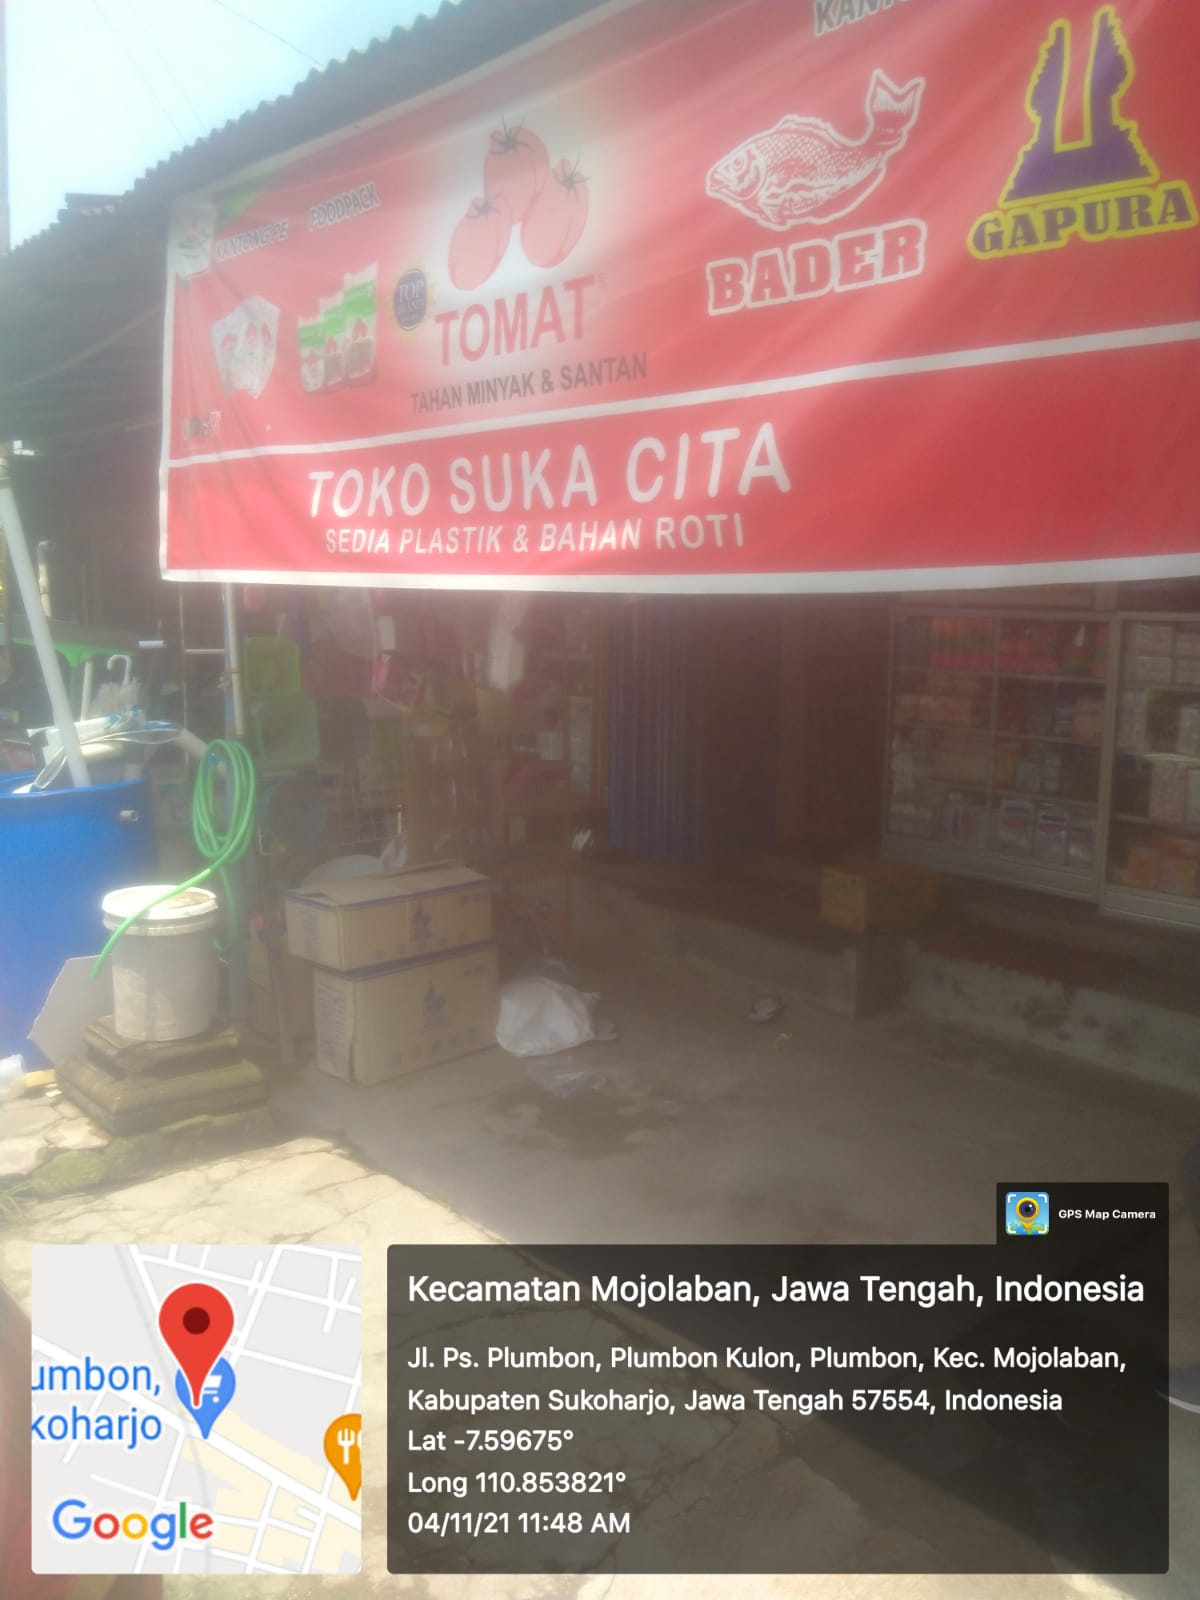 KANTONG PE
FOODPACK
TOP
BRAND
TOMAT
TAHAN MINYAK & SANTAN
BADER
GAPURA
TOKO SUKA CITA
SEDIA PLASTIK & BAHAN ROTI
GPS Map Camera
Kecamatan Mojolaban, Jawa Tengah, Indonesia
Jl. Ps. Plumbon, Plumbon Kulon, Plumbon, Kec. Mojolaban,
Kabupaten Sukoharjo, Jawa Tengah 57554, Indonesia
Lat -7.59675°
Long 110.853821°
04/11/21 11:48 AM
umbon,
koharjo
Google